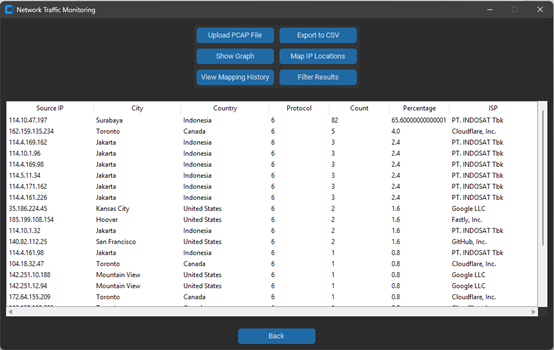 Network Traffic Monitoring
Upload PCAP File Export to CSV
Show Graph Map IP Locations
View Mapping History Filter Results
Source IP City Country Protocol Count Percentage ISP
114.10.47.197 Surabaya Indonesia 6 82 65.60000000000001 PT. INDOSAT Tbk
162.159.135.234 Toronto Canada 6 5 4.0 Cloudflare, Inc.
114.4.169.162 Jakarta Indonesia 6 3 2.4 PT. INDOSAT Tbk
114.10.1.96 Jakarta Indonesia 6 3 2.4 PT. INDOSAT Tbk
114.4.169.98 Jakarta Indonesia 6 3 2.4 PT. INDOSAT Tbk
114.5.11.34 Jakarta Indonesia 6 3 2.4 PT. INDOSAT Tbk
114.4.171.162 Jakarta Indonesia 6 3 2.4 PT. INDOSAT Tbk
114.4.161.226 Jakarta Indonesia 6 3 2.4 PT. INDOSAT Tbk
35.186.224.45 Kansas City United States 6 2 1.6 Google LLC
185.199.108.154 Hoover United States 6 2 1.6 Fastly, Inc.
114.10.1.32 Jakarta Indonesia 6 2 1.6 PT. INDOSAT Tbk
140.82.112.25 San Francisco United States 6 2 1.6 GitHub, Inc.
114.4.161.98 Jakarta Indonesia 6 1 0.8 PT. INDOSAT Tbk
104.18.32.47 Toronto Canada 6 1 0.8 Cloudflare, Inc.
142.251.10.188 Mountain View United States 6 1 0.8 Google LLC
142.251.12.94 Mountain View United States 6 1 0.8 Google LLC
172.64.155.209 Toronto Canada 6 1 0.8 Cloudflare, Inc.
Back